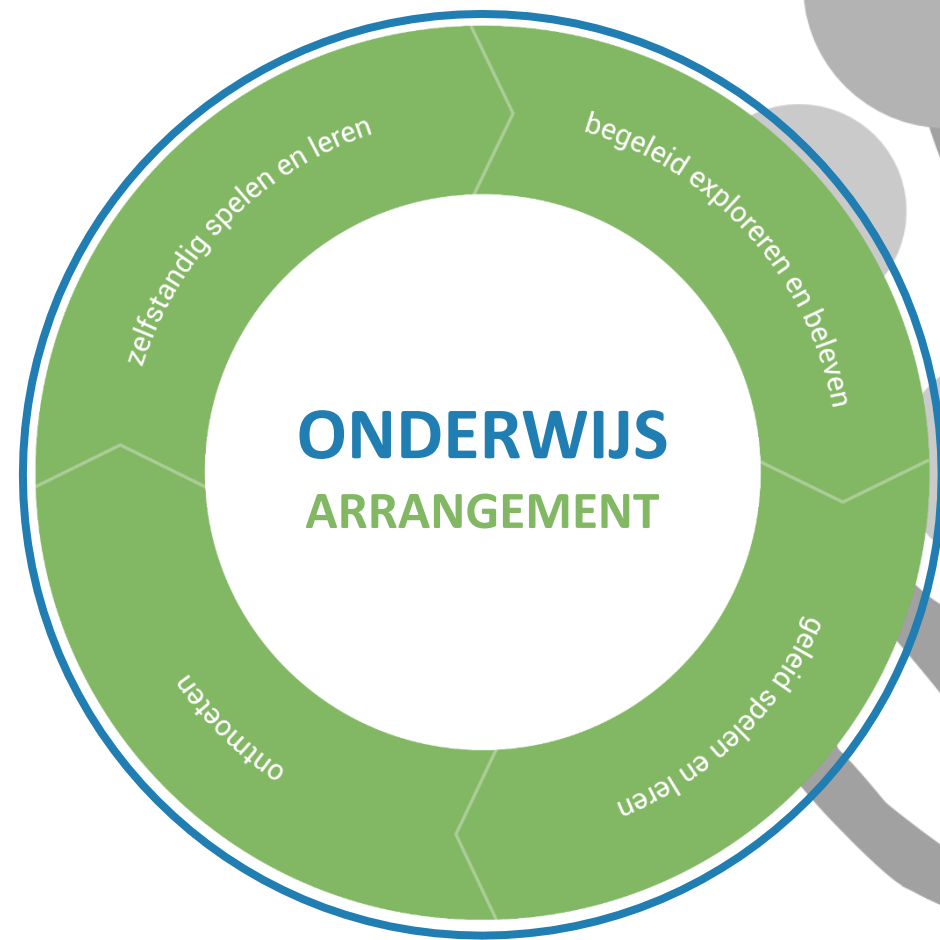 begeleid exploreren en beleven
geleid spelen en leren
ontmoeten
zelfstandig spelen en leren
ONDERWIJS
ARRANGEMENT